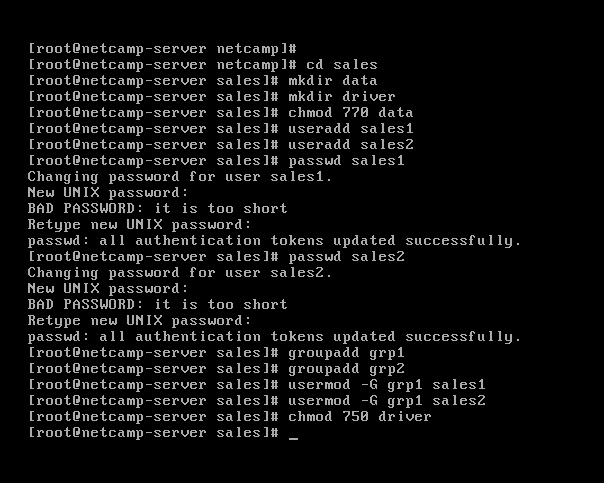 [root@netcamp-server netcamp]#
[root@netcamp-server netcamp]# cd sales
[root@netcamp-server sales]# mkdir data
[root@netcamp-server sales]# mkdir driver
[root@netcamp-server sales]# chmod 770 data
[root@netcamp-server sales]# useradd sales1
[root@netcamp-server sales]# useradd sales2
[root@netcamp-server sales]# passwd sales1
Changing password for user sales1.
New UNIX password:
BAD PASSWORD: it is too short
Retype new UNIX password:
passwd: all authentication tokens updated successfully.
[root@netcamp-server sales]# passwd sales2
Changing password for user sales2.
New UNIX password:
BAD PASSWORD: it is too short
Retype new UNIX password:
passwd: all authentication tokens updated successfully.
[root@netcamp-server sales]# groupadd grp1
[root@netcamp-server sales]# groupadd grp2
[root@netcamp-server sales]# usermod -G grp1 sales1
[root@netcamp-server sales]# usermod -G grp1 sales2
[root@netcamp-server sales]# chmod 750 driver
[root@netcamp-server sales]# _